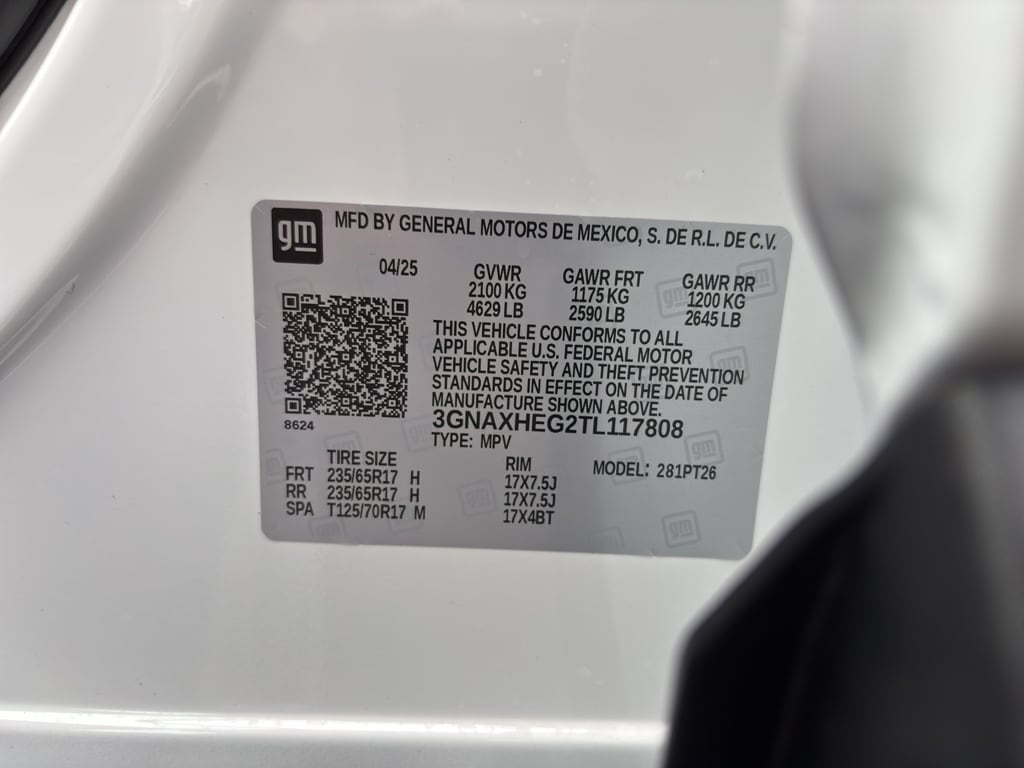 gm
MFD BY GENERAL MOTORS DE MEXICO, S. DE R.L. DE C.V.
04/25 GVWR GAWR FRT GAWR RR
2100 KG 1175 KG 1200 KG
4629 LB 2590 LB 2645 LB
THIS VEHICLE CONFORMS TO ALL
APPLICABLE U.S. FEDERAL MOTOR
VEHICLE SAFETY AND THEFT PREVENTION
STANDARDS IN EFFECT ON THE DATE OF
MANUFACTURE SHOWN ABOVE.
8624
3GNAXHEG2TL117808
TYPE: MPV
TIRE SIZE RIM MODEL: 281PT26
FRT 235/65R17 H 17X7.5J
RR 235/65R17 H 17X7.5J
SPA T125/70R17 M 17X4BT